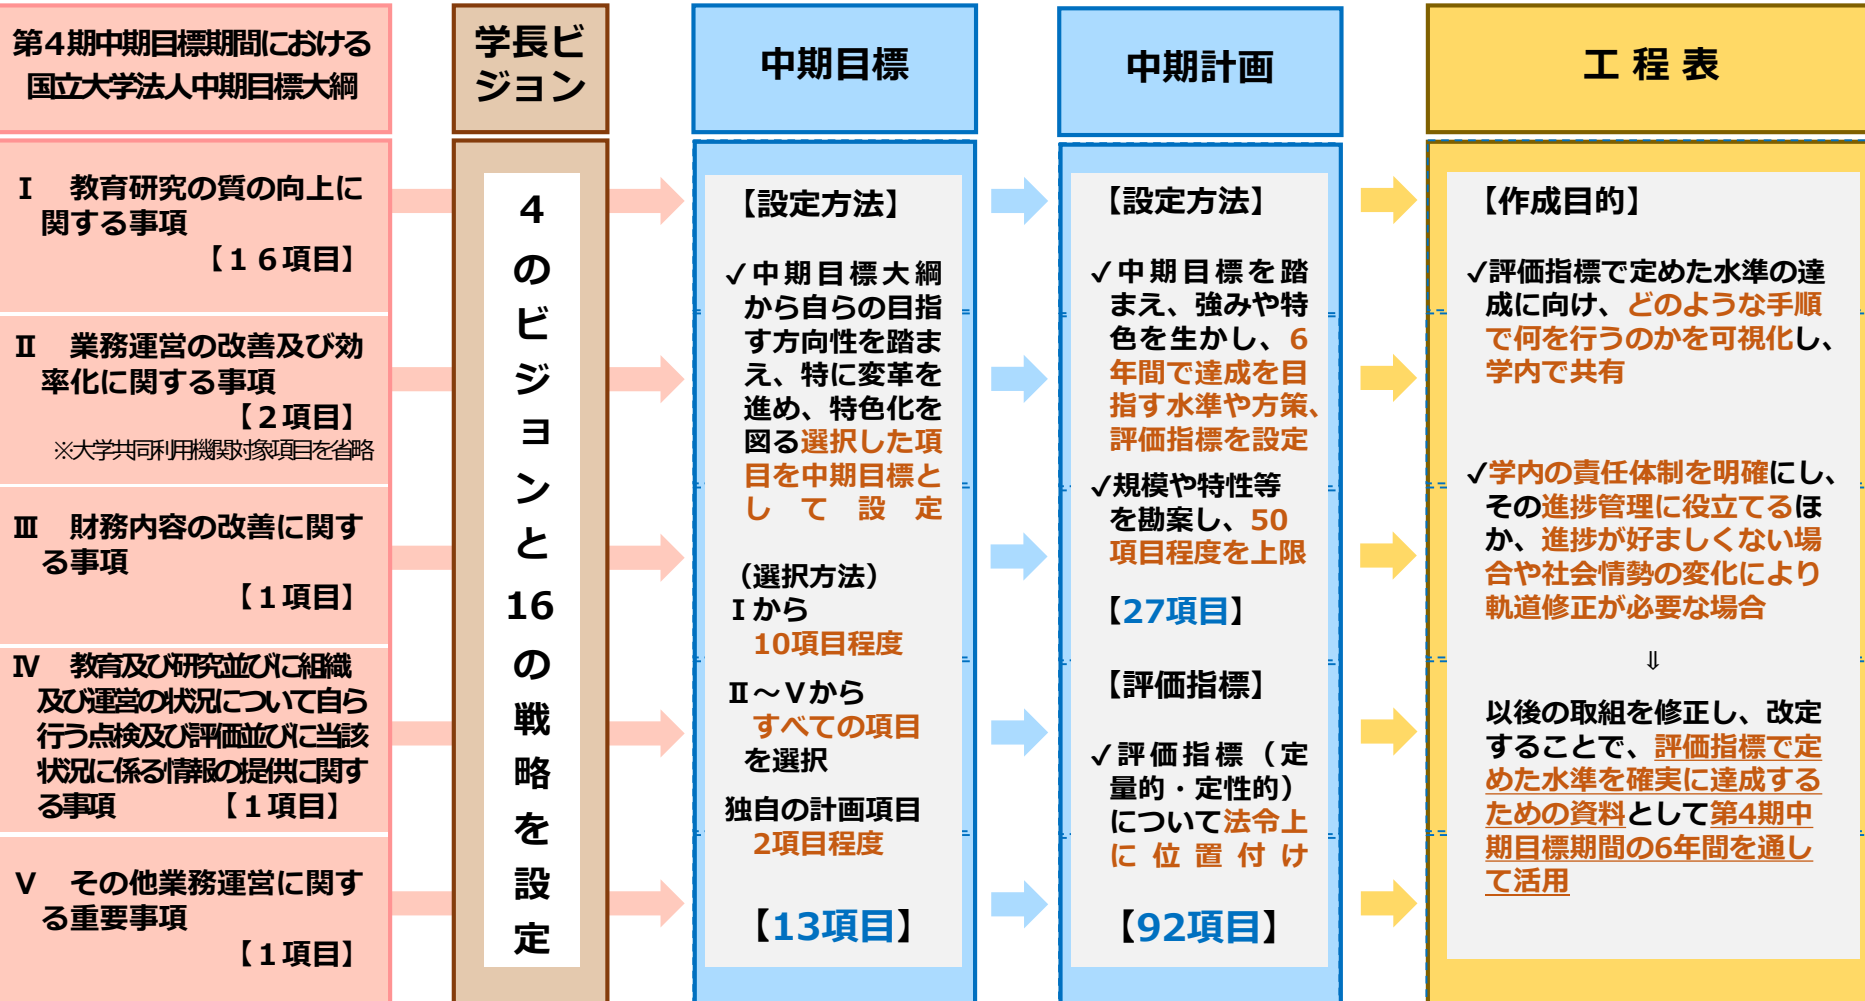 第4期中期目標期間における
国立大学法人中期目標大綱
Ⅰ　教育研究の質の向上に
関する事項
【16項目】
Ⅱ　業務運営の改善及び効
率化に関する事項
【2項目】
※大学共同利用機関対象項目を省略
Ⅲ　財務内容の改善に関す
る事項
【1項目】
Ⅳ　教育及び研究並びに組織
及び運営の状況について自ら
行う点検及び評価並びに当該
状況に係る情報の提供に関す
る事項　【1項目】
Ⅴ　その他業務運営に関す
る重要事項
【1項目】
学長ビ
ジョン
4のビジョンと16の戦略を設定
中期目標
【設定方法】
✓中期目標大綱
から自らの目指
す方向性を踏ま
え、特に変革を
進め、特色化を
図る選択した項
目を中期目標と
して設定
（選択方法）
Ⅰから
10項目程度
Ⅱ～Ⅴから
すべての項目
を選択
独自の計画項目
2項目程度
【13項目】
中期計画
【設定方法】
✓中期目標を踏
まえ、強みや特
色を生かし、6
年間で達成を目
指す水準や方策、
評価指標を設定
✓規模や特性等
を勘案し、50
項目程度を上限
【27項目】
【評価指標】
✓評価指標（定
量的・定性的）
について法令上
に位置付け
【92項目】
工程表
【作成目的】
✓評価指標で定めた水準の達
成に向け、どのような手順
で何を行うのかを可視化し、
学内で共有
✓学内の責任体制を明確にし、
その進捗管理に役立てるほ
か、進捗が好ましくない場
合や社会情勢の変化により
軌道修正が必要な場合
⇓
以後の取組を修正し、改定
することで、評価指標で定
めた水準を確実に達成する
ための資料として第4期中
期目標期間の6年間を通し
て活用